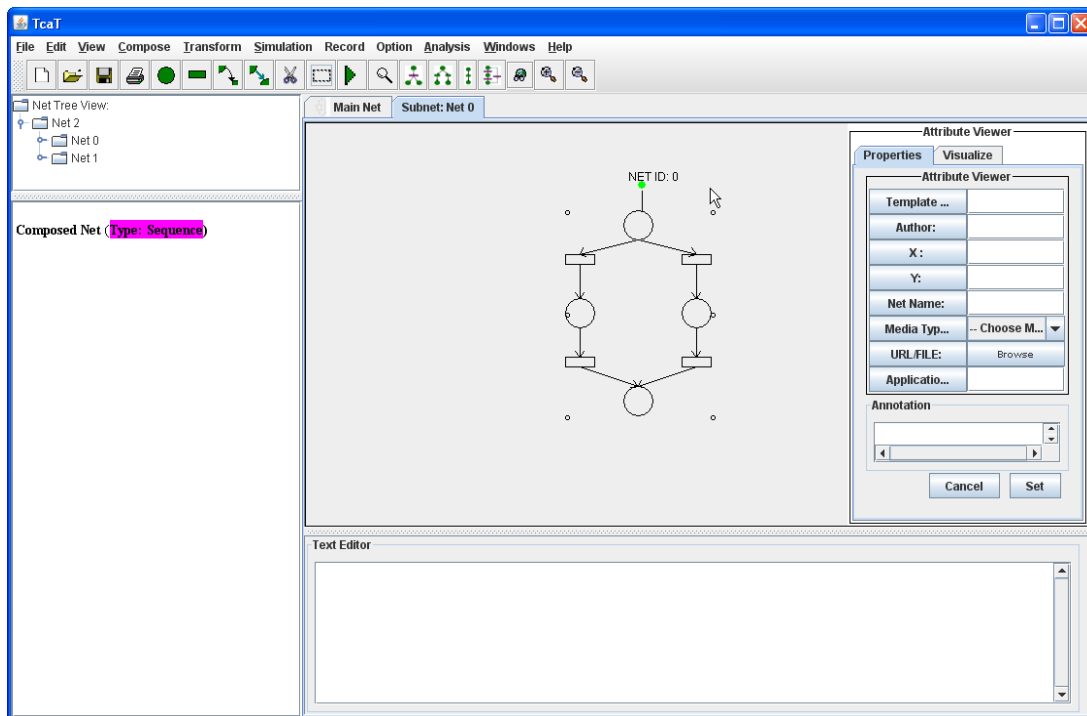 TcaT
File Edit View Compose Transform Simulation Record Option Analysis Windows Help
Net Tree View:
Net 2
Net 0
Net 1
Composed Net (Type: Sequence)
Main Net
Subnet: Net 0
NET ID: 0
Attribute Viewer
Properties
Visualize
Attribute Viewer
Template ...
Author:
X :
Y:
Net Name:
Media Typ...
-- Choose M...
URL/FILE:
Browse
Applicatio...
Annotation
Cancel
Set
Text Editor